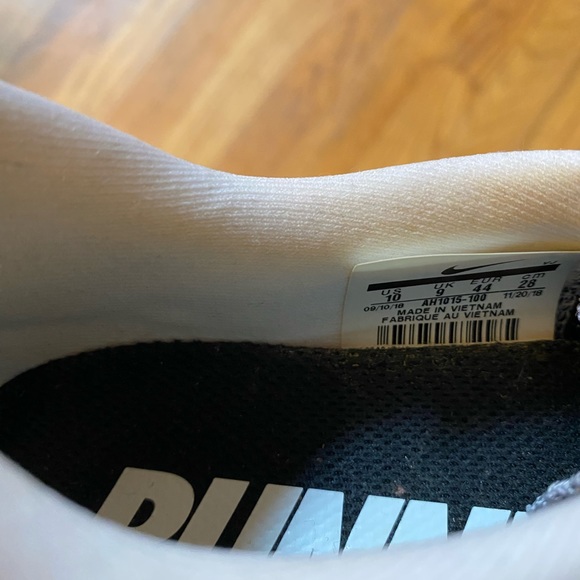 US UK EUR cm
10 9 44 28
09/10/18 AH1015-100 11/20/18
MADE IN VIETNAM
FABRIQUE AU VIETNAM